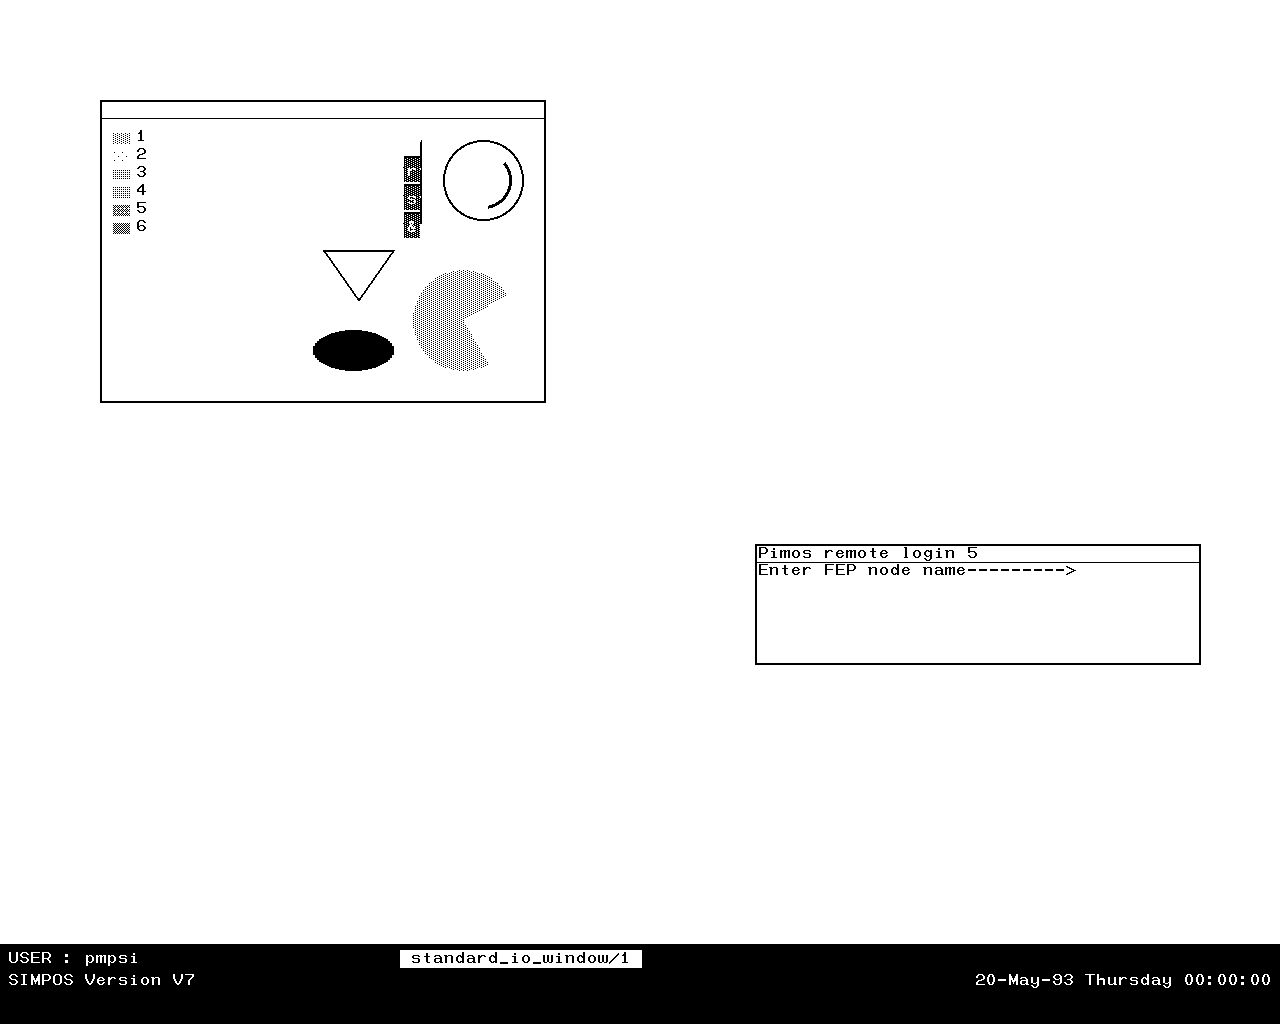 1
2
3
4
5
6
Pimos remote login 5
Enter FEP node name--------->
USER : pmpsi
standard_io_window/1
SIMPOS Version V7
20-May-93 Thursday 00:00:00